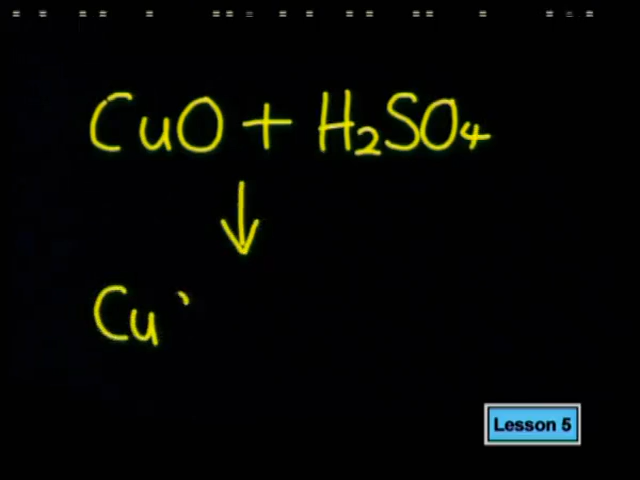 CuO + H₂SO₄
↓
Cu
Lesson 5